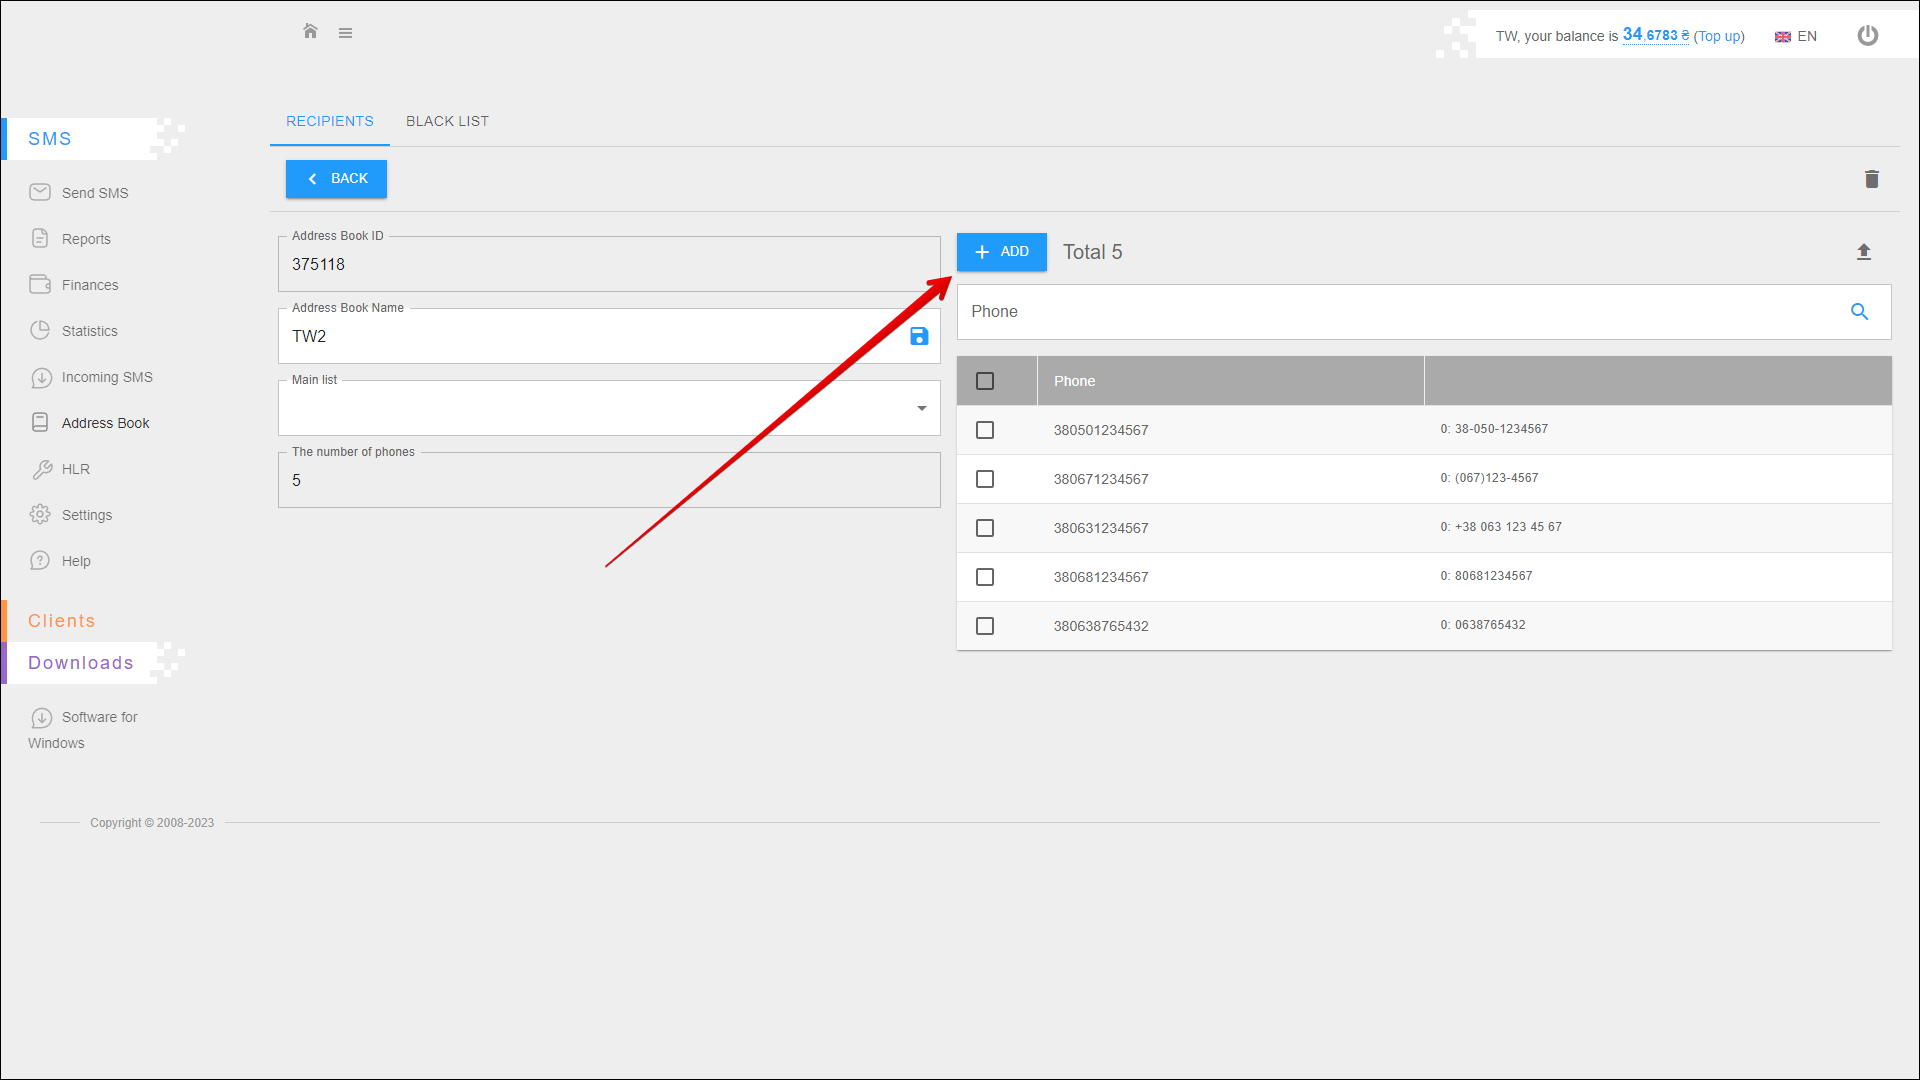 TW, your balance is 34,6783 ₴ (Top up)
EN
SMS
Send SMS
Reports
Finances
Statistics
Incoming SMS
Address Book
HLR
Settings
Help
Clients
Downloads
Software for
Windows
RECIPIENTS
BLACK LIST
BACK
Address Book ID
375118
Address Book Name
TW2
Main list
The number of phones
5
ADD
Total 5
Phone
Phone
380501234567 0: 38-050-1234567
380671234567 0: (067)123-4567
380631234567 0: +38 063 123 45 67
380681234567 0: 80681234567
380638765432 0: 0638765432
Copyright © 2008-2023